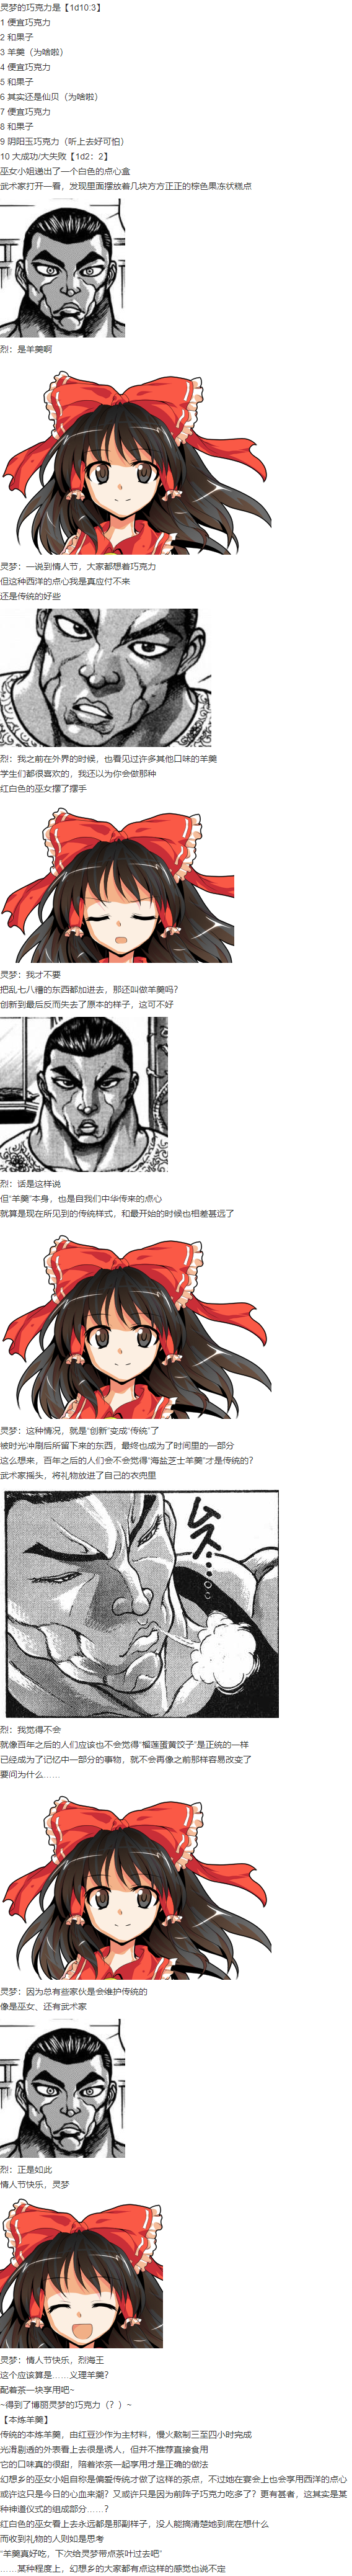 灵梦的巧克力是【1d10:3】
1 便宜巧克力
2 和果子
3 羊羹（为啥啦）
4 便宜巧克力
5 和果子
6 其实还是仙贝（为啥啦）
7 便宜巧克力
8 和果子
9 阴阳玉巧克力（听上去好可怕）
10 大成功/大失败【1d2：2】
巫女小姐递出了一个白色的点心盒
武术家打开一看，发现里面摆放着几块方方正正的棕色果冻状糕点
烈：是羊羹啊
灵梦：一说到情人节，大家都想着巧克力
但这种西洋的点心我是真应付不来
还是传统的好些
烈：我之前在外界的时候，也看见过许多其他口味的羊羹
学生们都很喜欢的，我还以为你会做那种
红白色的巫女摆了摆手
灵梦：我才不要
把乱七八糟的东西都加进去，那还叫做羊羹吗？
创新到最后反而失去了原本的样子，这可不好
烈：话是这样说
但“羊羹”本身，也是自我们中华传来的点心
就算是现在所见到的传统样式，和最开始的时候也相差甚远了
灵梦：这种情况，就是“创新”变成“传统”了
被时光冲刷后所留下来的东西，最终也成为了时间里的一部分
这么想来，百年之后的人们会不会觉得“海盐芝士羊羹”才是传统的？
武术家摇头，将礼物放进了自己的衣兜里
ムス…
烈：我觉得不会
就像百年之后的人们应该也不会觉得“榴莲蛋黄饺子”是正统的一样
已经成为了记忆中一部分的事物，就不会再像之前那样容易改变了
要问为什么……
灵梦：因为总有些家伙是会维护传统的
像是巫女、还有武术家
烈：正是如此
情人节快乐，灵梦
灵梦：情人节快乐，烈海王
这个应该算是……义理羊羹？
配着茶一块享用吧~
~得到了博丽灵梦的巧克力（？）~
【本炼羊羹】
传统的本炼羊羹，由红豆沙作为主材料，慢火熬制三至四小时完成
光滑剔透的外表看上去很是诱人，但并不推荐直接食用
它的口味真的很甜，陪着浓茶一起享用才是正确的做法
幻想乡的巫女小姐自称是偏爱传统才做了这样的茶点，不过她在宴会上也会享用西洋的点心
或许这只是今日的心血来潮？又或许只是因为前阵子巧克力吃多了？更有甚者，这其实是某
种神道仪式的组成部分……？
红白色的巫女看上去永远都是那副样子，没人能搞清楚她到底在想什么
而收到礼物的人则如是思考
“羊羹真好吃，下次给灵梦带点茶叶过去吧”
……某种程度上，幻想乡的大家都有点这样的感觉也说不定